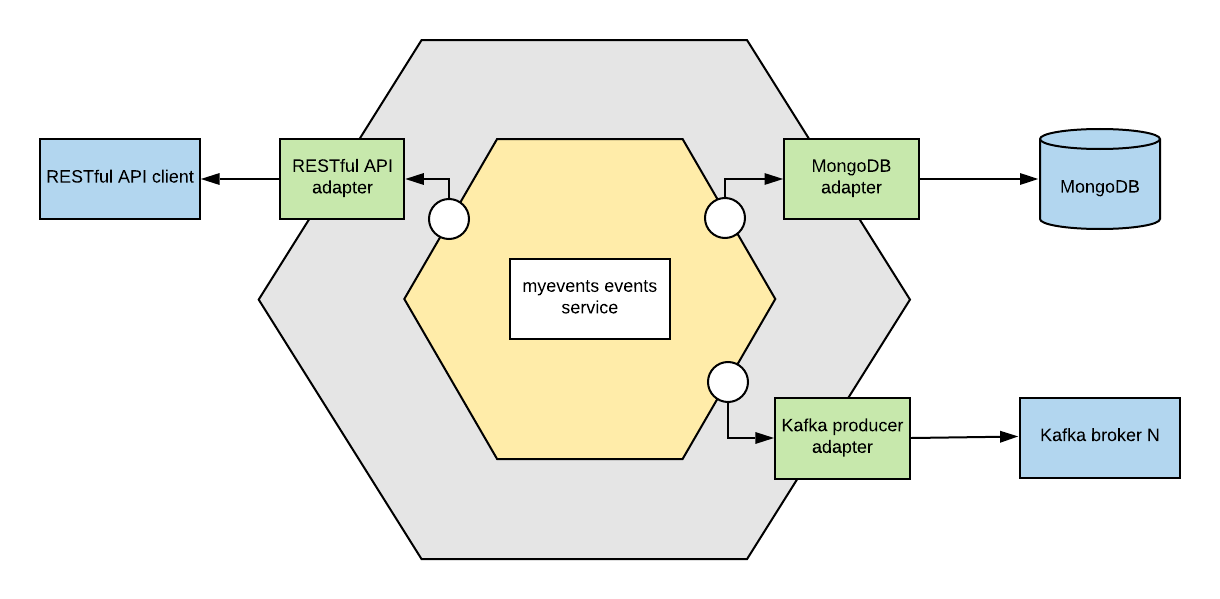 RESTful API client
RESTful API
adapter
myevents events
service
MongoDB
adapter
MongoDB
Kafka producer
adapter
Kafka broker N